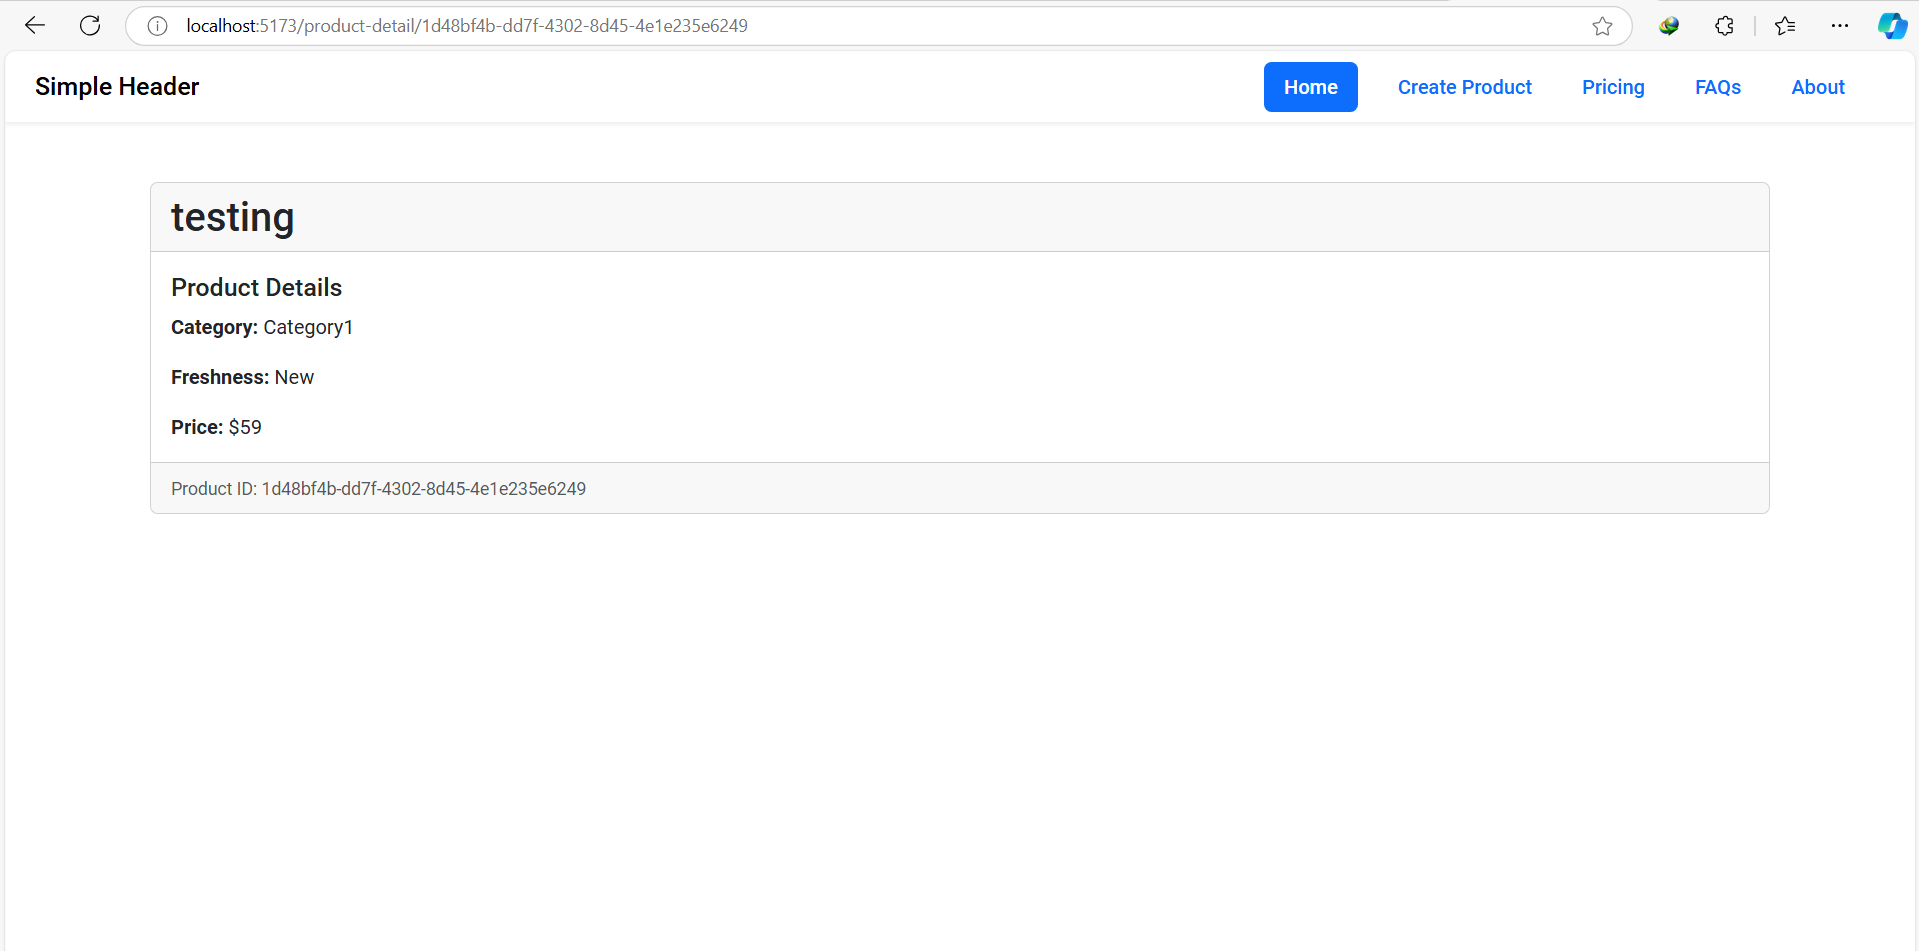 localhost:5173/product-detail/1d48bf4b-dd7f-4302-8d45-4e1e235e6249
Simple Header Home Create Product Pricing FAQs About
testing
Product Details
Category: Category1
Freshness: New
Price: $59
Product ID: 1d48bf4b-dd7f-4302-8d45-4e1e235e6249